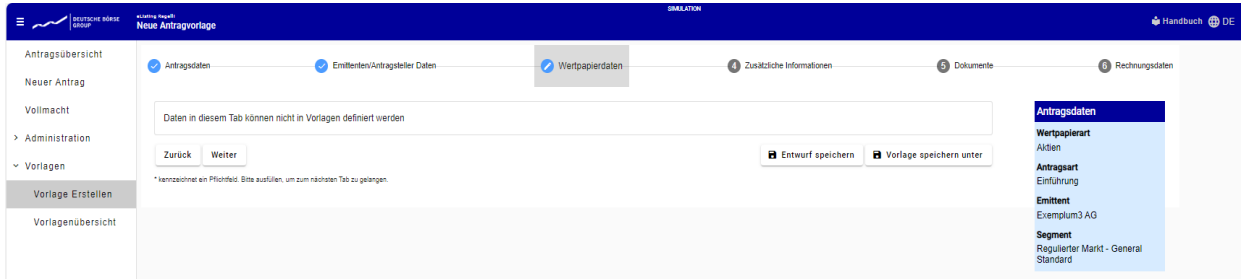 SIMULATION
DEUTSCHE BÖRSE
GROUP
eListing RegeIli
Neue Antragvorlage
Handbuch DE
Antragsübersicht
Neuer Antrag
Vollmacht
Administration
Vorlagen
Vorlage Erstellen
Vorlagenübersicht
Antragsdaten
Emittenten/Antragsteller Daten
Wertpapierdaten
4 Zusätzliche Informationen
5 Dokumente
6 Rechnungsdaten
Daten in diesem Tab können nicht in Vorlagen definiert werden
Zurück Weiter
Entwurf speichern Vorlage speichern unter
* kennzeichnet ein Pflichtfeld. Bitte ausfüllen, um zum nächsten Tab zu gelangen.
Antragsdaten
Wertpapierart
Aktien
Antragsart
Einführung
Emittent
Exemplum3 AG
Segment
Regulierter Markt - General
Standard